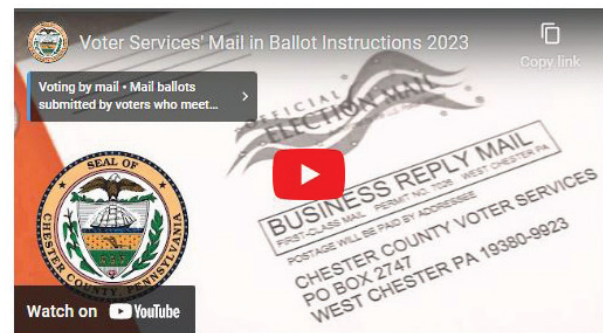 Voter Services' Mail in Ballot Instructions 2023
Copy link
Voting by mail • Mail ballots
submitted by voters who meet...
OFFICIAL
ELECTION MAIL
BUSINESS REPLY MAIL
FIRST-CLASS MAIL PERMIT NO. 1026 WEST CHESTER PA
POSTAGE WILL BE PAID BY ADDRESSEE
CHESTER COUNTY VOTER SERVICES
PO BOX 2747
WEST CHESTER PA 19380-9923
SEAL OF
CHESTER COUNTY, PENNSYLVANIA
Watch on YouTube